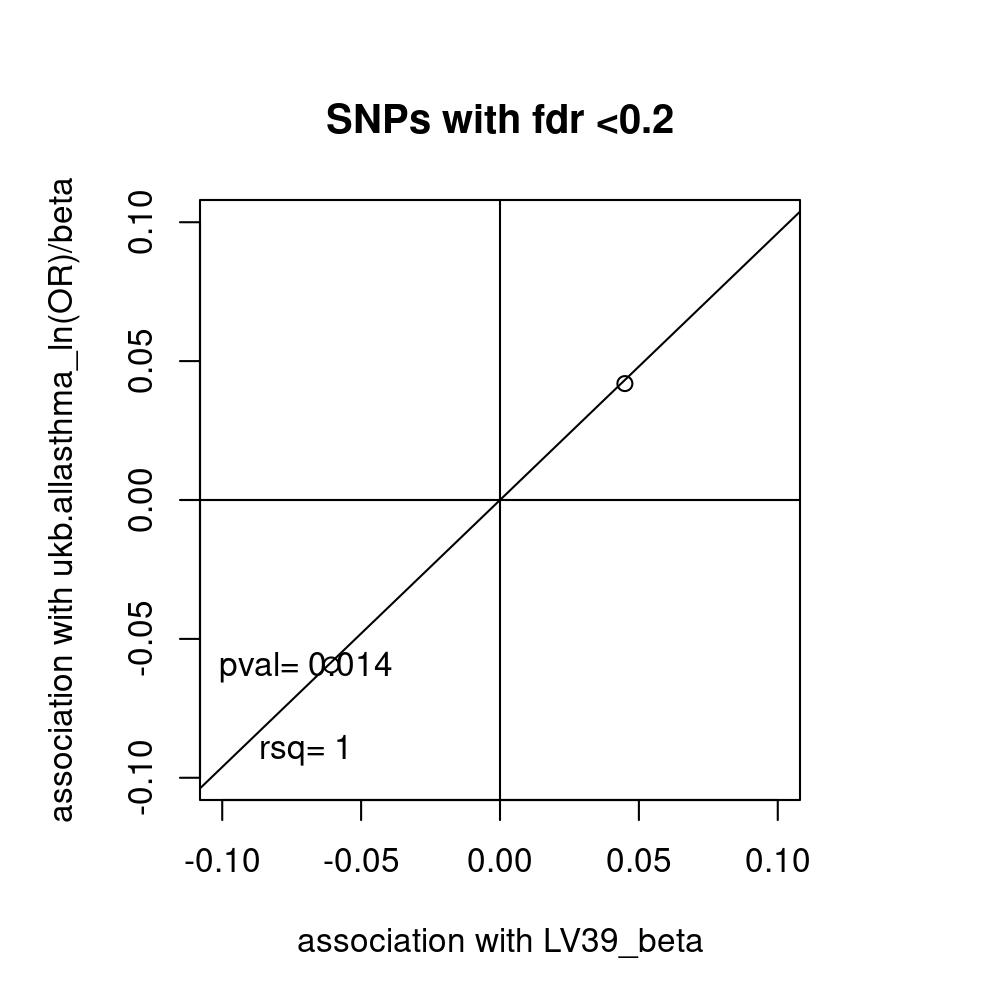 SNPs with fdr <0.2
association with ukb.allasthma_ln(OR)/beta
0.10
0.05
0.00
-0.05
-0.10
pval= 0.014
rsq= 1
-0.10 -0.05 0.00 0.05 0.10
association with LV39_beta